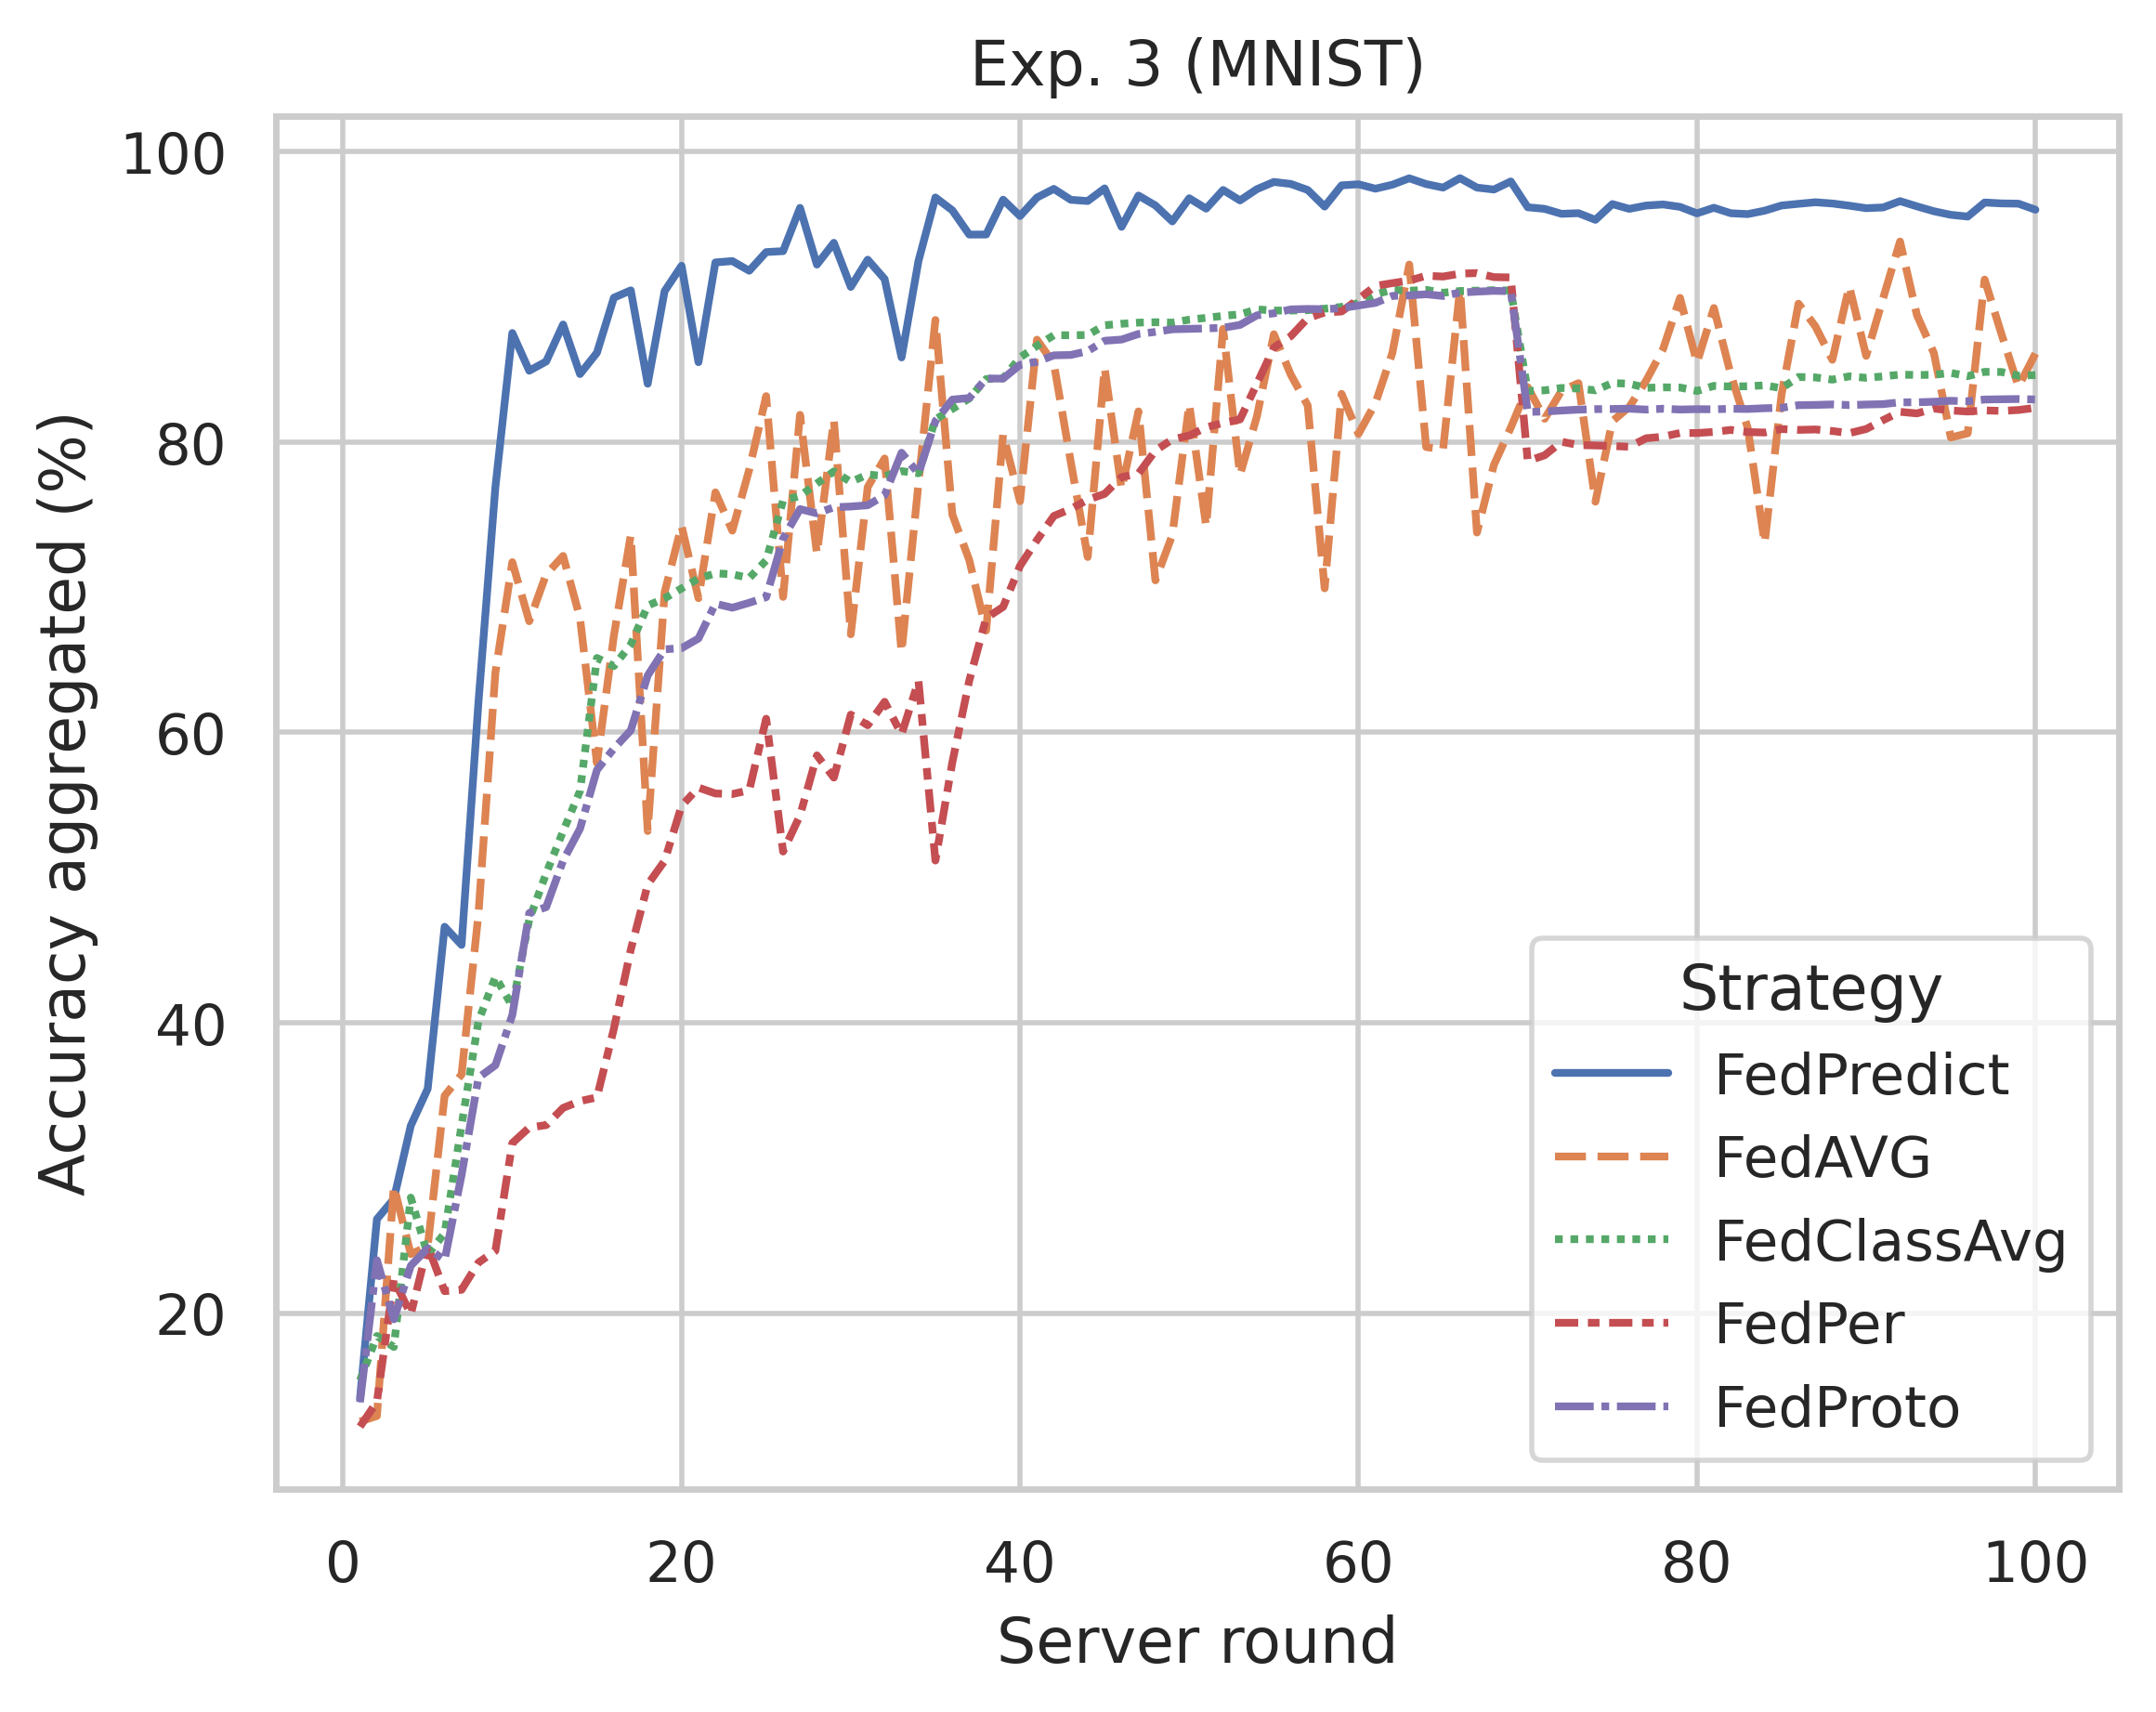 Exp. 3 (MNIST)
Accuracy aggregated (%)
100
80
60
40
20
0
20
40
60
80
100
Server round
Strategy
FedPredict
FedAVG
FedClassAvg
FedPer
FedProto